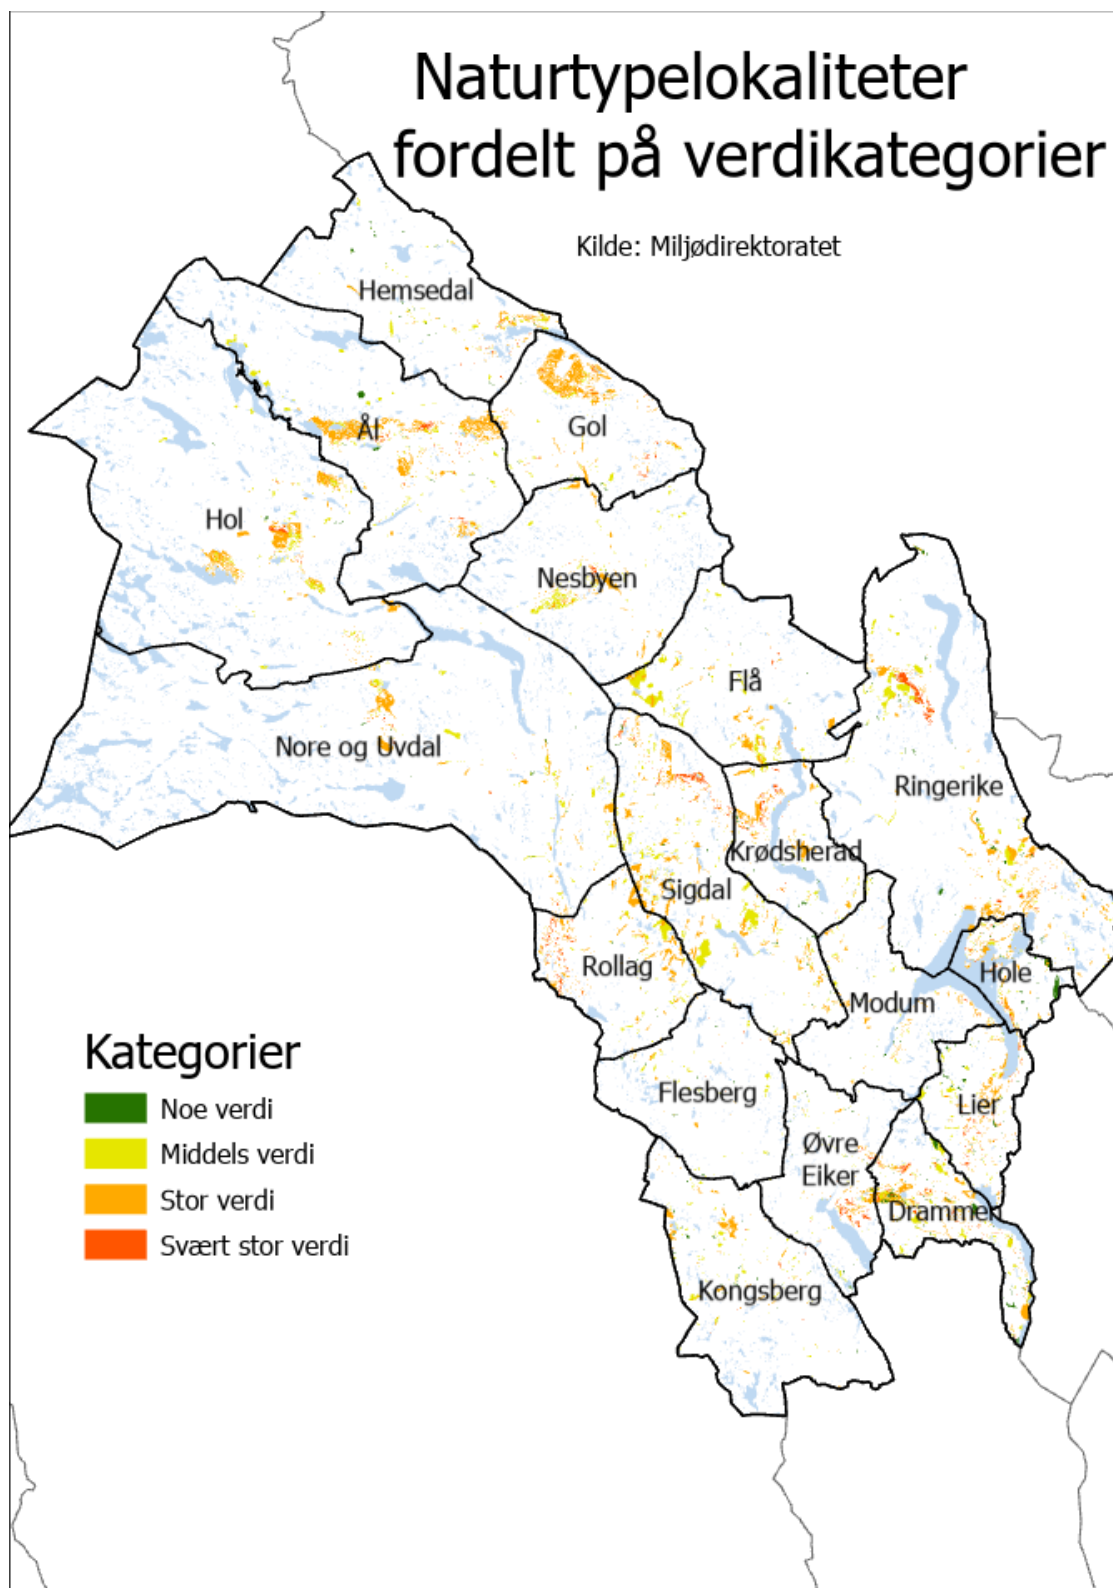 Naturtypelokaliteter
fordelt på verdikategorier
Kilde: Miljødirektoratet
Hemsedal
Gol
Ål
Hol
Nesbyen
Flå
Nore og Uvdal
Ringerike
Krødsherad
Sigdal
Rollag
Hole
Modum
Flesberg
Lier
Øvre
Eiker
Drammen
Kongsberg
Kategorier
Noe verdi
Middels verdi
Stor verdi
Svært stor verdi